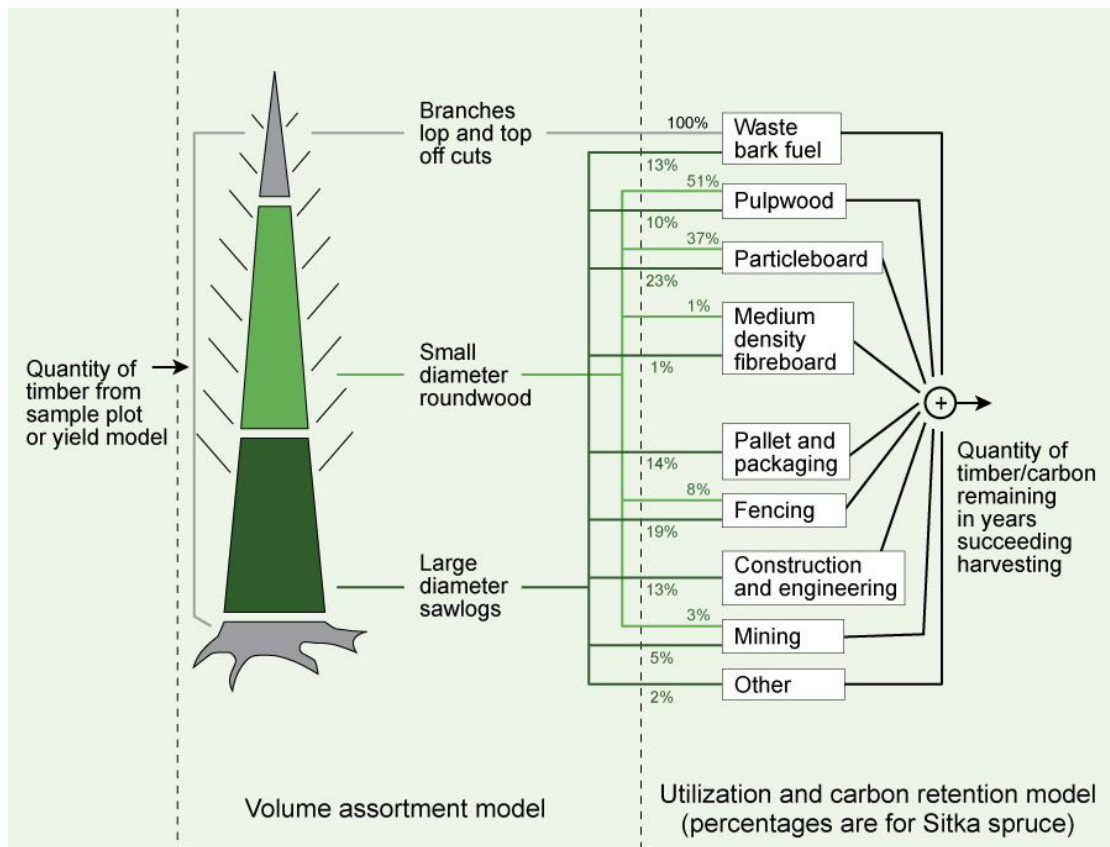 Branches
lop and top
off cuts
100%
Waste
bark fuel
13%
51%
Pulpwood
10%
37%
Particleboard
23%
1%
Medium
density
fibreboard
1%
Quantity of
timber from
sample plot
or yield model
Small
diameter
roundwood
+
14%
Pallet and
packaging
8%
Fencing
19%
Quantity of
timber/carbon
remaining
in years
succeeding
harvesting
Large
diameter
sawlogs
Construction
and engineering
13%
3%
Mining
5%
Other
2%
Volume assortment model
Utilization and carbon retention model
(percentages are for Sitka spruce)